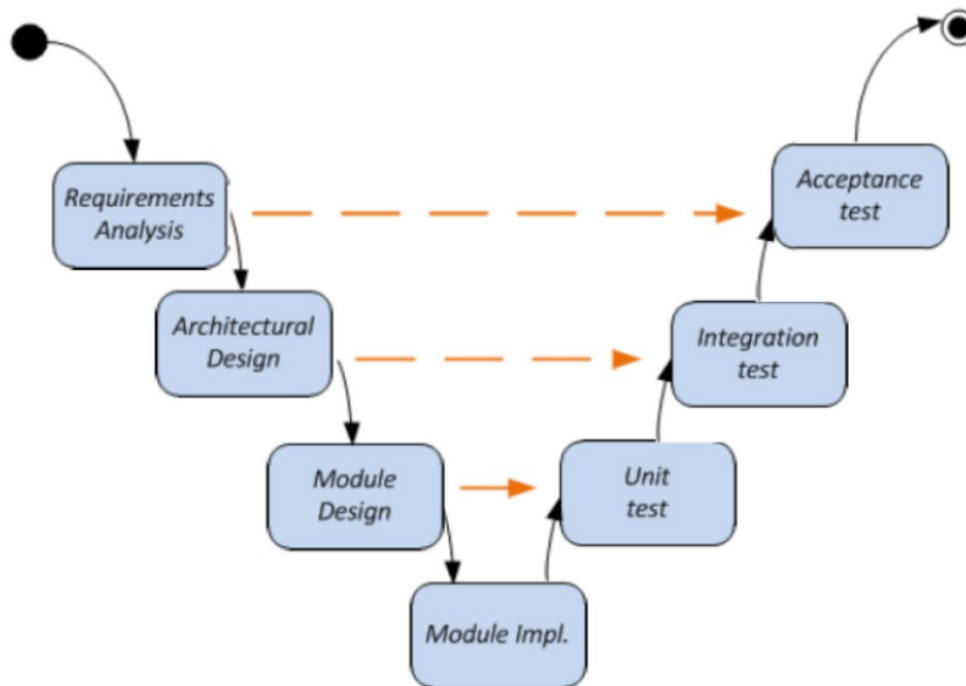 Requirements
Analysis
Acceptance
test
Architectural
Design
Integration
test
Module
Design
Unit
test
Module Impl.